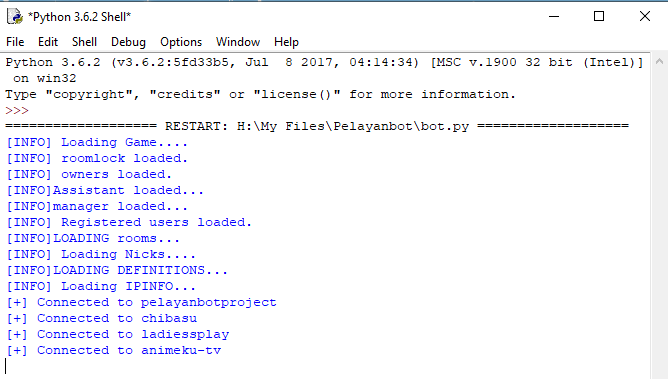 *Python 3.6.2 Shell*
File Edit Shell Debug Options Window Help
Python 3.6.2 (v3.6.2:5fd33b5, Jul  8 2017, 04:14:34) [MSC v.1900 32 bit (Intel)]
 on win32
Type "copyright", "credits" or "license()" for more information.
>>>
=================== RESTART: H:\My Files\Pelayanbot\bot.py ===================
[INFO] Loading Game....
[INFO] roomlock loaded.
[INFO] owners loaded.
[INFO]Assistant loaded...
[INFO]manager loaded...
[INFO] Registered users loaded.
[INFO]LOADING rooms...
[INFO] Loading Nicks....
[INFO]LOADING DEFINITIONS...
[INFO] Loading IPINFO...
[+] Connected to pelayanbotproject
[+] Connected to chibasu
[+] Connected to ladiessplay
[+] Connected to animeku-tv